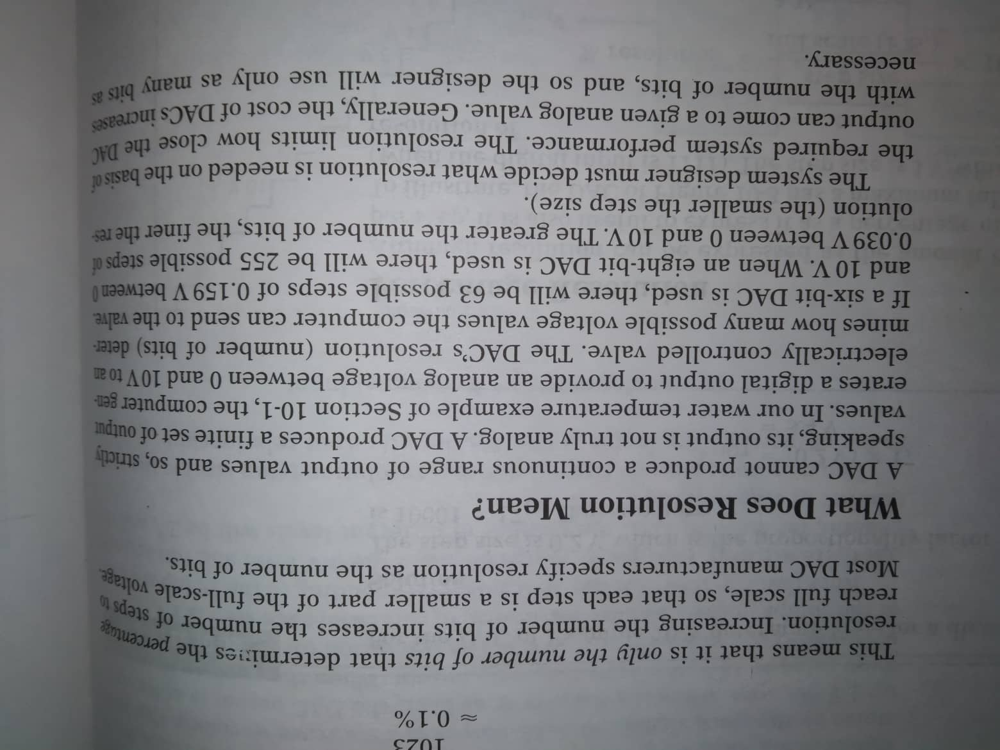 1023
≈ 0.1%
This means that it is only the number of bits that determines the percentage
resolution. Increasing the number of bits increases the number of steps to
reach full scale, so that each step is a smaller part of the full-scale voltage.
Most DAC manufacturers specify resolution as the number of bits.
What Does Resolution Mean?
A DAC cannot produce a continuous range of output values and so, strictly
speaking, its output is not truly analog. A DAC produces a finite set of output
values. In our water temperature example of Section 10-1, the computer gen-
erates a digital output to provide an analog voltage between 0 and 10 V to an
electrically controlled valve. The DAC's resolution (number of bits) deter-
mines how many possible voltage values the computer can send to the valve.
If a six-bit DAC is used, there will be 63 possible steps of 0.159 V between 0
and 10 V. When an eight-bit DAC is used, there will be 255 possible steps of
0.039 V between 0 and 10 V. The greater the number of bits, the finer the res-
olution (the smaller the step size).
The system designer must decide what resolution is needed on the basis of
the required system performance. The resolution limits how close the DAC
output can come to a given analog value. Generally, the cost of DACs increases
with the number of bits, and so the designer will use only as many bits as
necessary.